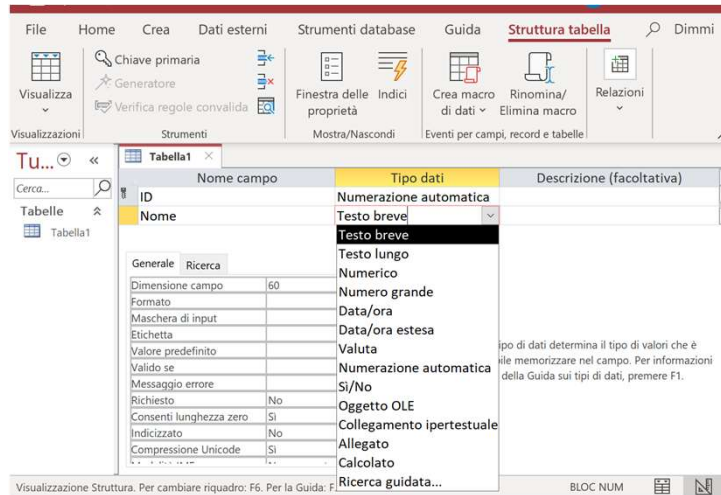 File Home Crea Dati esterni Strumenti database Guida Struttura tabella Dimmi
Visualizza
Chiave primaria
Generatore
Verifica regole convalida
Finestra delle proprietà
Indici
Crea macro di dati
Rinomina/
Elimina macro
Relazioni
Visualizzazioni Strumenti Mostra/Nascondi Eventi per campi, record e tabelle
Tu...
Cerca...
Tabelle
Tabella1
Tabella1
Nome campo Tipo dati Descrizione (facoltativa)
ID Numerazione automatica
Nome Testo breve
Testo breve
Testo lungo
Numerico
Numero grande
Data/ora
Data/ora estesa
Valuta
Numerazione automatica
Sì/No
Oggetto OLE
Collegamento ipertestuale
Allegato
Calcolato
Ricerca guidata...
Generale Ricerca
Dimensione campo 60
Formato
Maschera di input
Etichetta
Valore predefinito
Valido se
Messaggio errore
Richiesto No
Consenti lunghezza zero Sì
Indicizzato No
Compressione Unicode Sì
ipo di dati determina il tipo di valori che è
ile memorizzare nel campo. Per informazioni
della Guida sui tipi di dati, premere F1.
Visualizzazione Struttura. Per cambiare riquadro: F6. Per la Guida: F
BLOC NUM